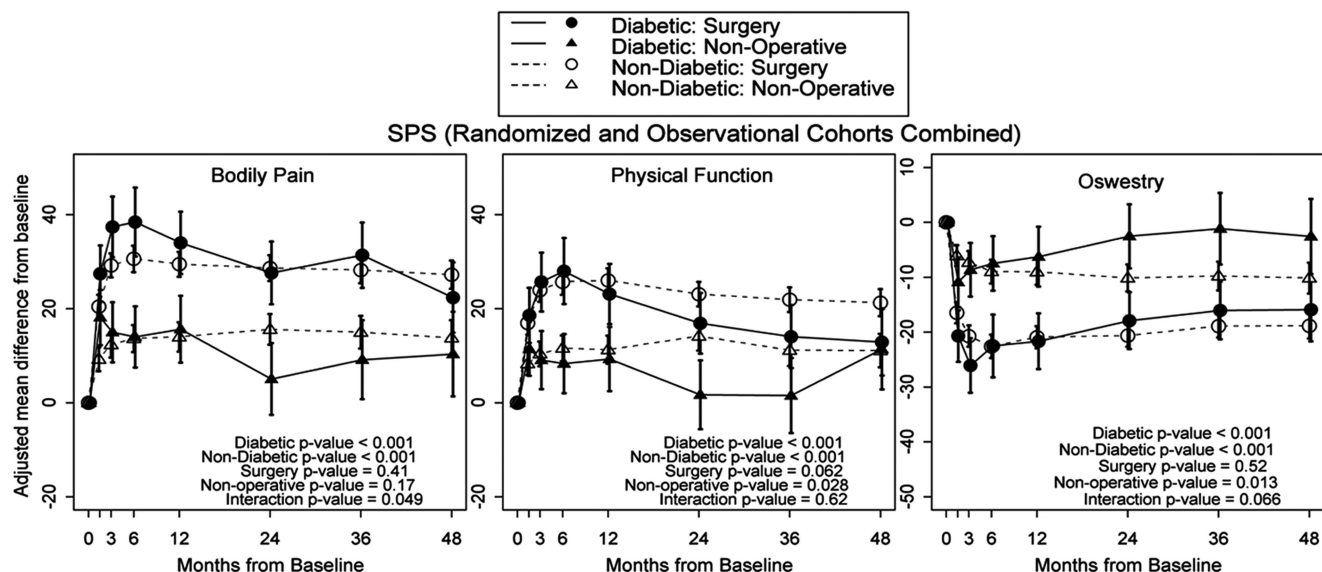 Diabetic: Surgery
Diabetic: Non-Operative
Non-Diabetic: Surgery
Non-Diabetic: Non-Operative
SPS (Randomized and Observational Cohorts Combined)
Adjusted mean difference from baseline
Bodily Pain
40
20
0
20
Diabetic p-value < 0.001
Non-Diabetic p-value < 0.001
Surgery p-value = 0.41
Non-operative p-value = 0.17
Interaction p-value = 0.049
0 3 6 12 24 36 48
Months from Baseline
Physical Function
40
20
0
20
Diabetic p-value < 0.001
Non-Diabetic p-value < 0.001
Surgery p-value = 0.062
Non-operative p-value = 0.028
Interaction p-value = 0.62
0 3 6 12 24 36 48
Months from Baseline
Oswestry
10
0
-10
-20
-30
-40
-50
Diabetic p-value < 0.001
Non-Diabetic p-value < 0.001
Surgery p-value = 0.52
Non-operative p-value = 0.013
Interaction p-value = 0.066
0 3 6 12 24 36 48
Months from Baseline